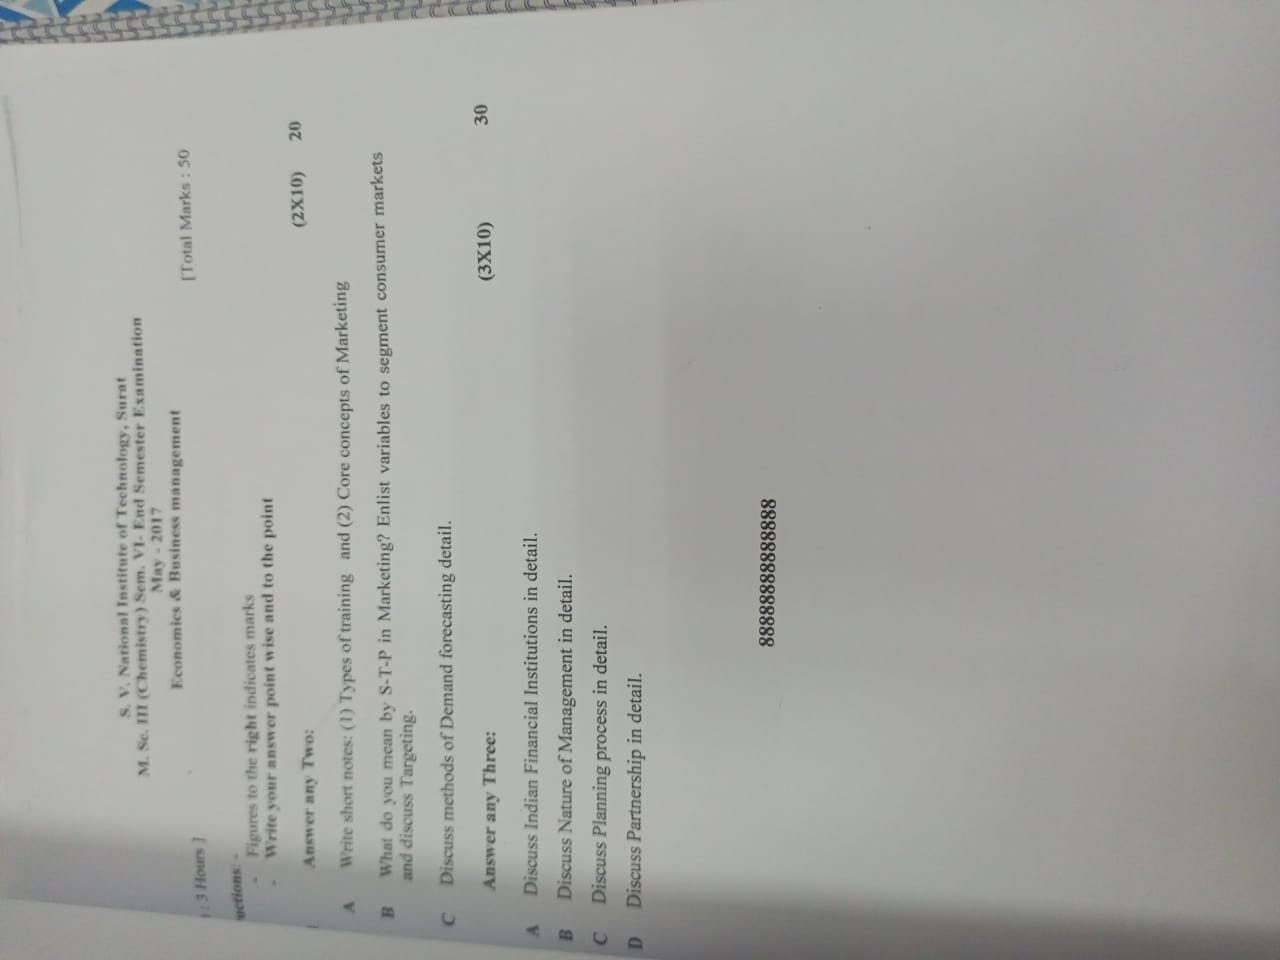 S. V. National Institute of Technology, Surat
M. Sc. III (Chemistry) Sem. VI- End Semester Examination
May - 2017
Economics & Business management
: 3 Hours ] [Total Marks : 50
uctions: -
- Figures to the right indicates marks
- Write your answer point wise and to the point
Answer any Two: (2X10) 20
A Write short notes: (1) Types of training and (2) Core concepts of Marketing
B What do you mean by S-T-P in Marketing? Enlist variables to segment consumer markets
and discuss Targeting.
C Discuss methods of Demand forecasting detail.
Answer any Three: (3X10) 30
A Discuss Indian Financial Institutions in detail.
B Discuss Nature of Management in detail.
C Discuss Planning process in detail.
D Discuss Partnership in detail.